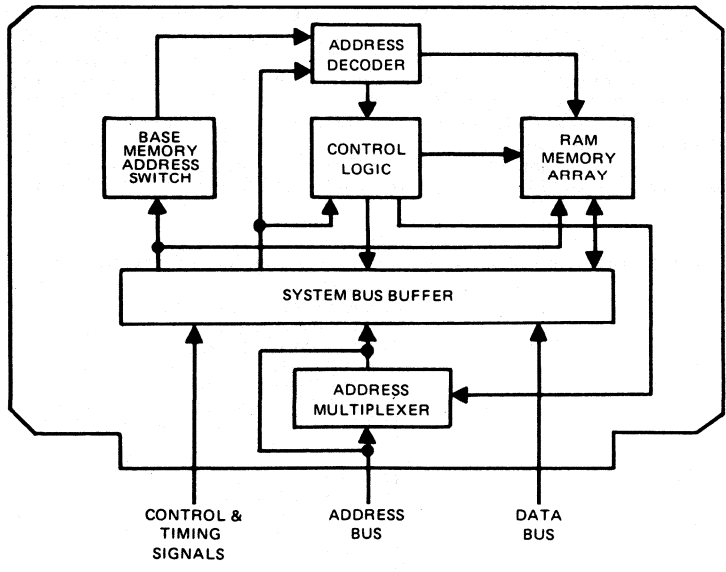 ADDRESS
DECODER
BASE
MEMORY
ADDRESS
SWITCH
CONTROL
LOGIC
RAM
MEMORY
ARRAY
SYSTEM BUS BUFFER
ADDRESS
MULTIPLEXER
CONTROL &
TIMING
SIGNALS
ADDRESS
BUS
DATA
BUS